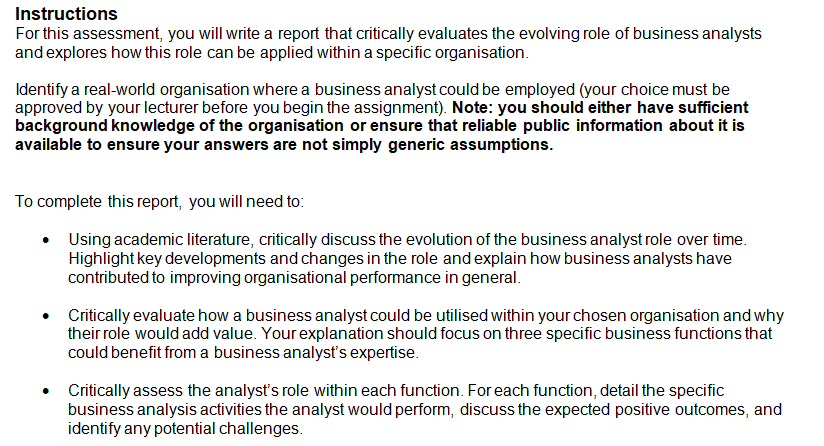 Instructions
For this assessment, you will write a report that critically evaluates the evolving role of business analysts
and explores how this role can be applied within a specific organisation.
Identify a real-world organisation where a business analyst could be employed (your choice must be
approved by your lecturer before you begin the assignment). Note: you should either have sufficient
background knowledge of the organisation or ensure that reliable public information about it is
available to ensure your answers are not simply generic assumptions.
To complete this report, you will need to:
• Using academic literature, critically discuss the evolution of the business analyst role over time.
Highlight key developments and changes in the role and explain how business analysts have
contributed to improving organisational performance in general.
• Critically evaluate how a business analyst could be utilised within your chosen organisation and why
their role would add value. Your explanation should focus on three specific business functions that
could benefit from a business analyst's expertise.
• Critically assess the analyst's role within each function. For each function, detail the specific
business analysis activities the analyst would perform, discuss the expected positive outcomes, and
identify any potential challenges.